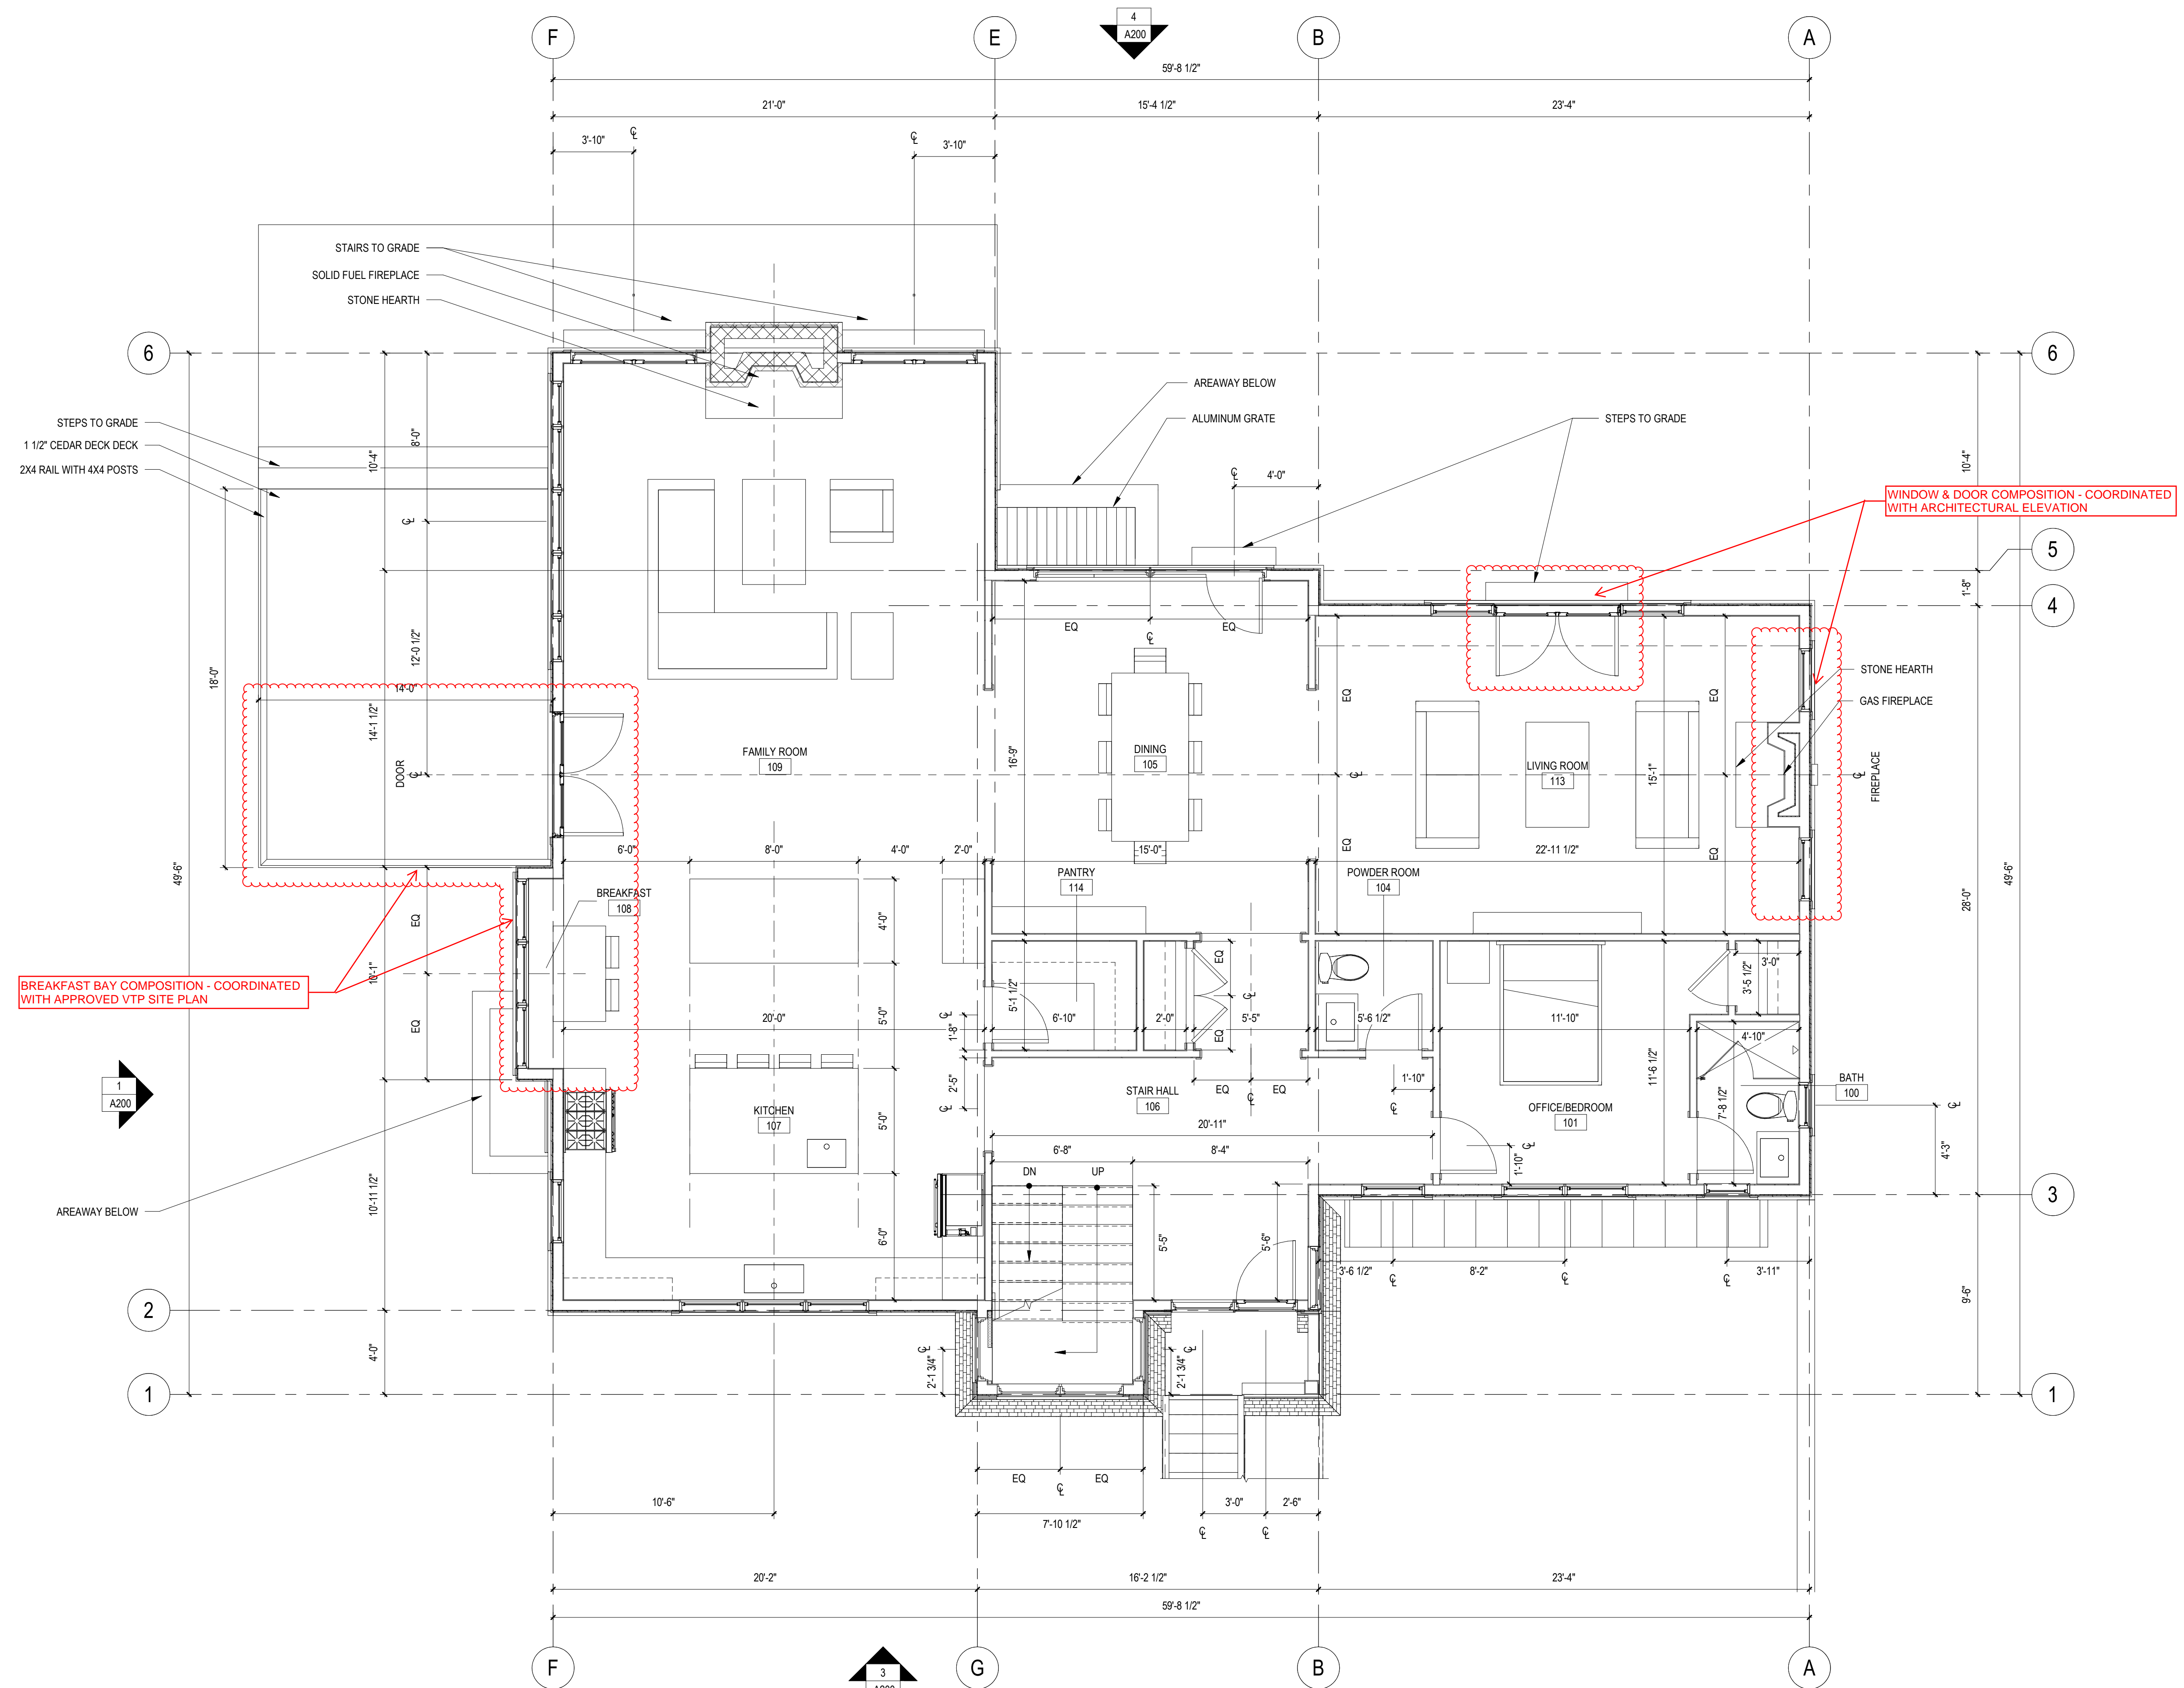 F
E
4
A200
B
A
59'-8 1/2"
21'-0"
15'-4 1/2"
23'-4"
3'-10"
℄
℄
3'-10"
STAIRS TO GRADE
SOLID FUEL FIREPLACE
STONE HEARTH
6
6
AREAWAY BELOW
ALUMINUM GRATE
STEPS TO GRADE
STEPS TO GRADE
1 1/2" CEDAR DECK DECK
2X4 RAIL WITH 4X4 POSTS
8'-0"
10'-4"
℄
℄
4'-0"
10'-4"
WINDOW & DOOR COMPOSITION - COORDINATED
WITH ARCHITECTURAL ELEVATION
5
1'-8"
4
EQ
EQ
℄
12'-0 1/2"
18'-0"
14'-0"
14'-1 1/2"
EQ
EQ
STONE HEARTH
GAS FIREPLACE
FAMILY ROOM
109
16'-9"
DINING
105
LIVING ROOM
113
15'-1"
DOOR
℄
℄
℄
FIREPLACE
49'-6"
6'-0"
8'-0"
4'-0"
2'-0"
15'-0"
22'-11 1/2"
EQ
EQ
49'-6"
28'-0"
BREAKFAST
108
PANTRY
114
POWDER ROOM
104
EQ
4'-0"
EQ
3'-0"
3'-5 1/2"
BREAKFAST BAY COMPOSITION - COORDINATED
WITH APPROVED VTP SITE PLAN
10'-1"
5'-1 1/2"
℄
EQ
20'-0"
5'-0"
℄
1'-8"
6'-10"
2'-0"
5'-5"
EQ
5'-6 1/2"
11'-10"
4'-10"
1
A200
2'-5"
℄
STAIR HALL
106
EQ
EQ
℄
1'-10"
℄
11'-6 1/2"
7'-8 1/2"
BATH
100
KITCHEN
107
5'-0"
20'-11"
OFFICE/BEDROOM
101
℄
4'-3"
6'-8"
8'-4"
℄
1'-10"
DN
UP
10'-11 1/2"
AREAWAY BELOW
3
6'-0"
5'-5"
5'-6"
3'-6 1/2"
℄
8'-2"
℄
℄
3'-11"
9'-6"
2
4'-0"
℄
2'-1 3/4"
℄
2'-1 3/4"
1
1
EQ
EQ
℄
10'-6"
7'-10 1/2"
3'-0"
2'-6"
℄
℄
20'-2"
16'-2 1/2"
23'-4"
59'-8 1/2"
F
3
G
B
A